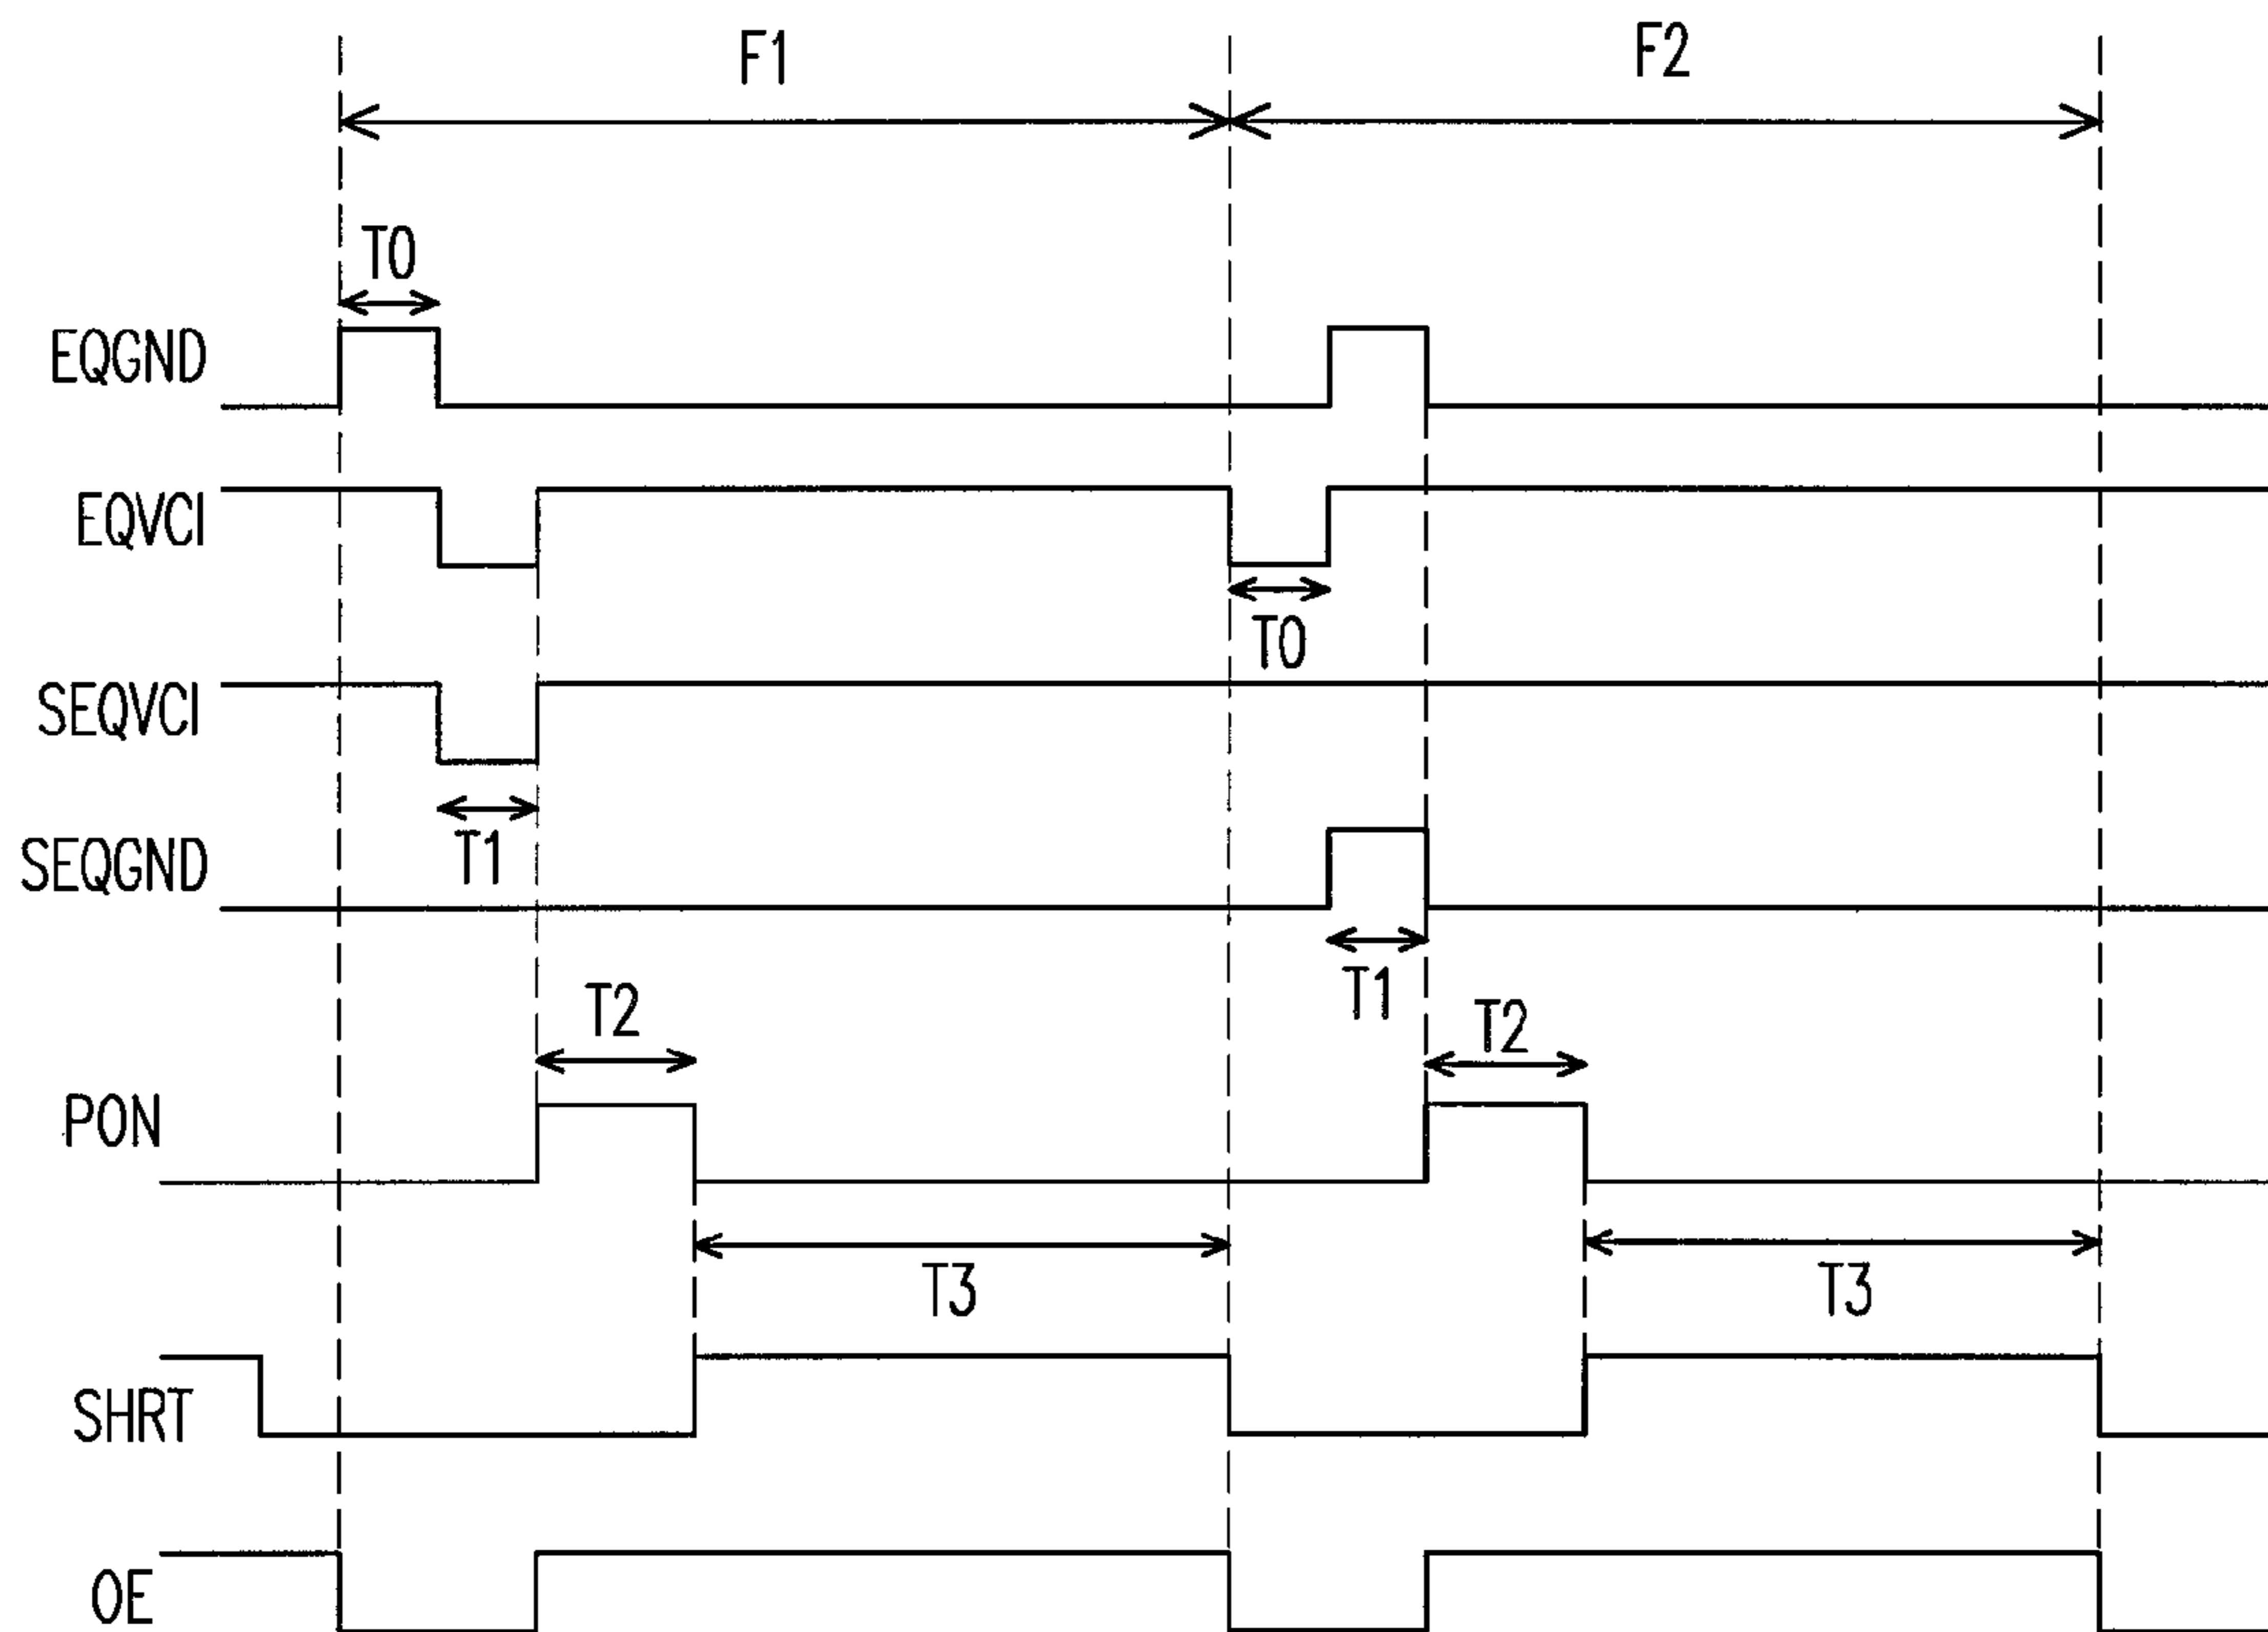 F1
F2
T0
EQGND
EQVCI
T0
SEQVCI
T1
SEQGND
T1
T2
T2
PON
T3
T3
SHRT
OE